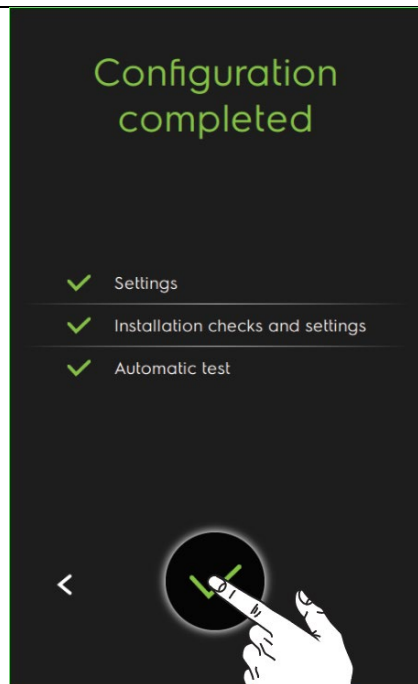 Configuration
completed
Settings
Installation checks and settings
Automatic test